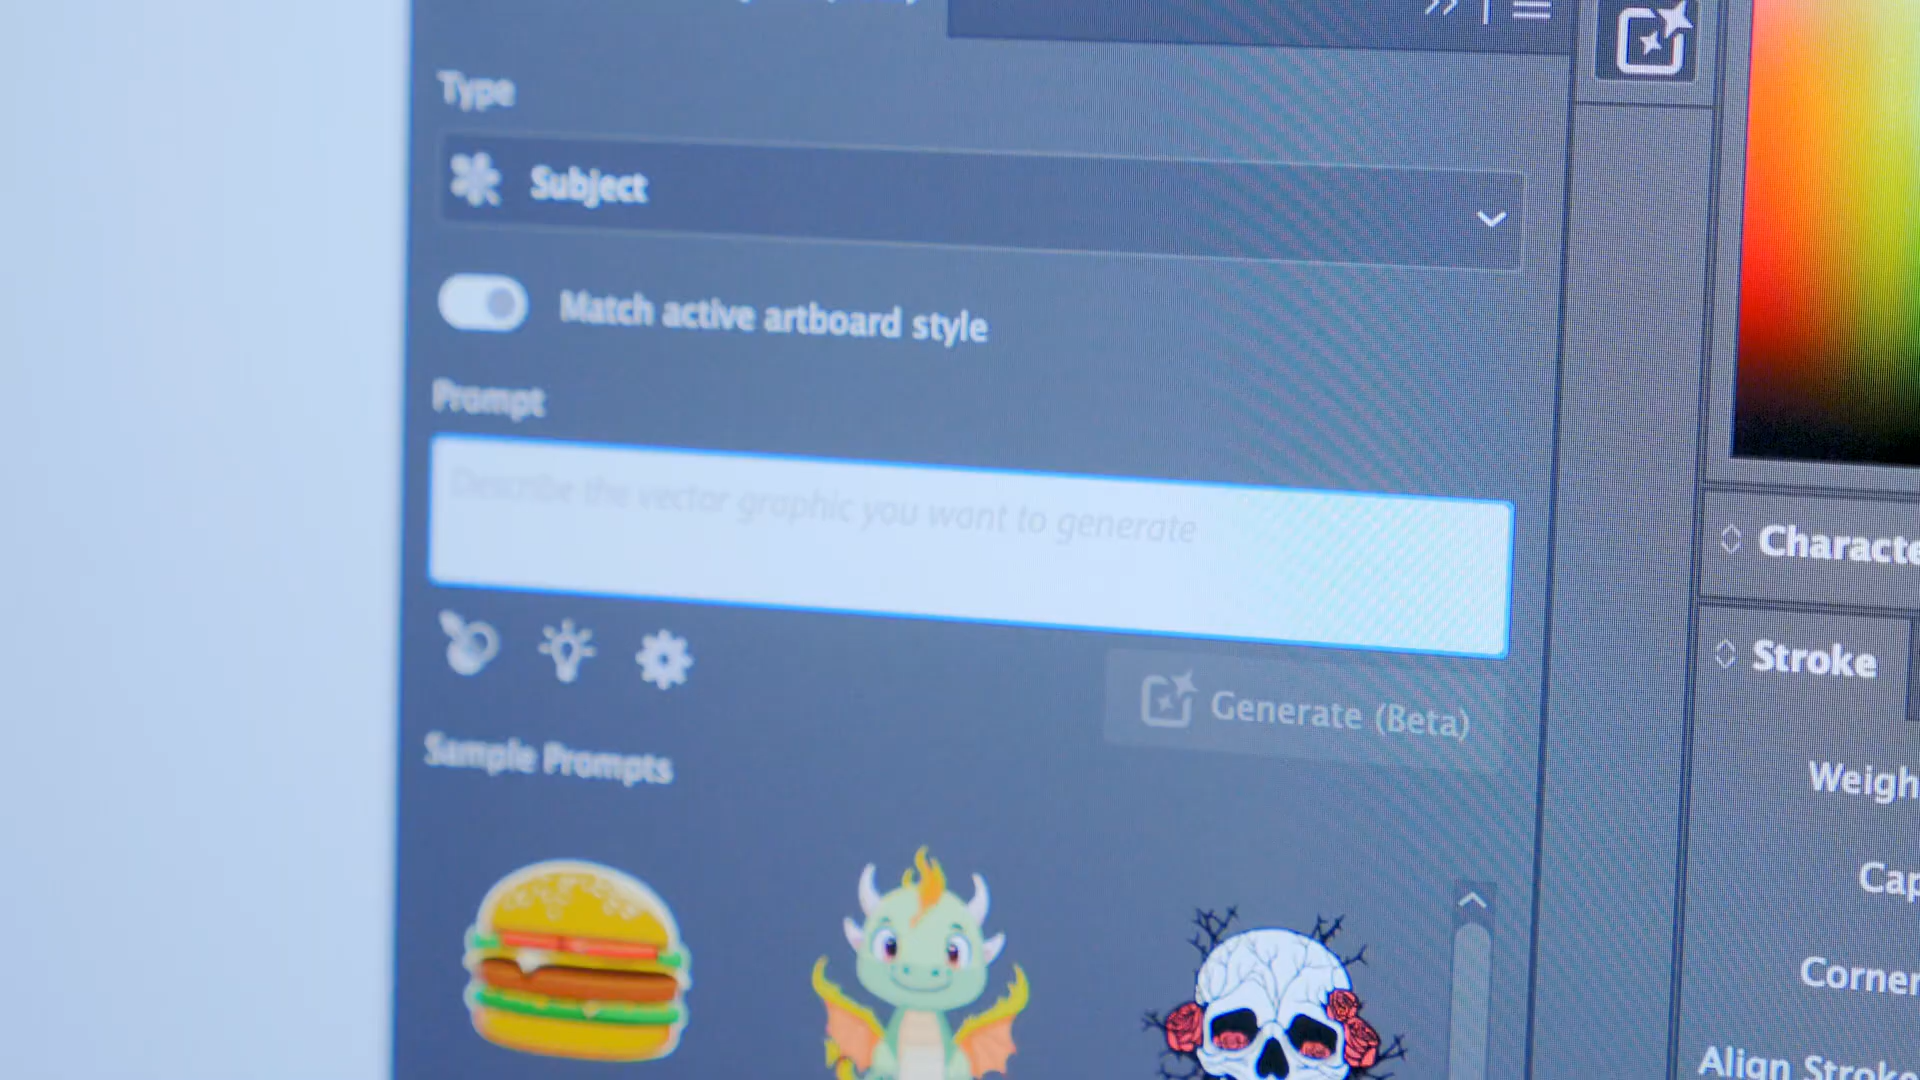 Type
Subject
Match active artboard style
Prompt
Describe the vector graphic you want to generate
Generate (Beta)
Sample Prompts
Characte
Stroke
Weigh
Cap
Corner
Align Stroke